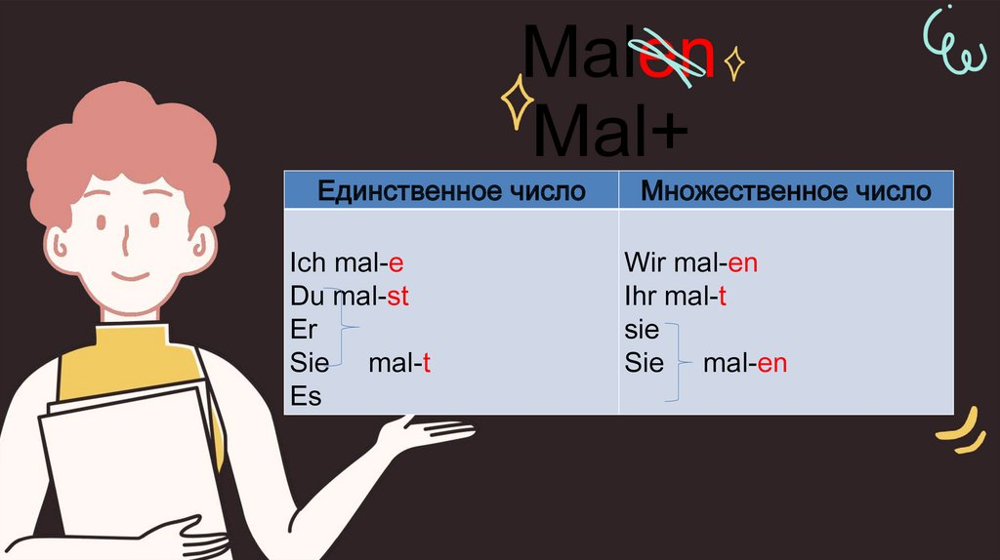 Malen
Mal+
Единственное число
Ich mal-e
Du mal-st
Er
Sie mal-t
Es
Множественное число
Wir mal-en
Ihr mal-t
sie
Sie mal-en